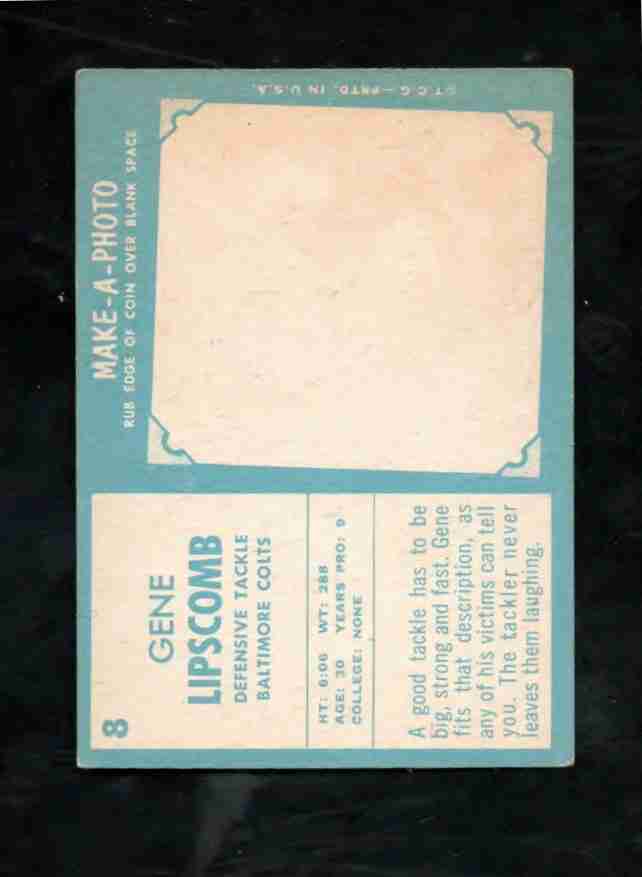 8
GENE
LIPSCOMB
DEFENSIVE TACKLE
BALTIMORE COLTS
HT: 6:06 WT: 288
AGE: 30 YEARS PRO: 9
COLLEGE: NONE
A good tackle has to be
big, strong and fast. Gene
fits that description, as
any of his victims can tell
you. The tackler never
leaves them laughing.
MAKE-A-PHOTO
RUB EDGE OF COIN OVER BLANK SPACE
©T.C.G.—PRTD. IN U.S.A.